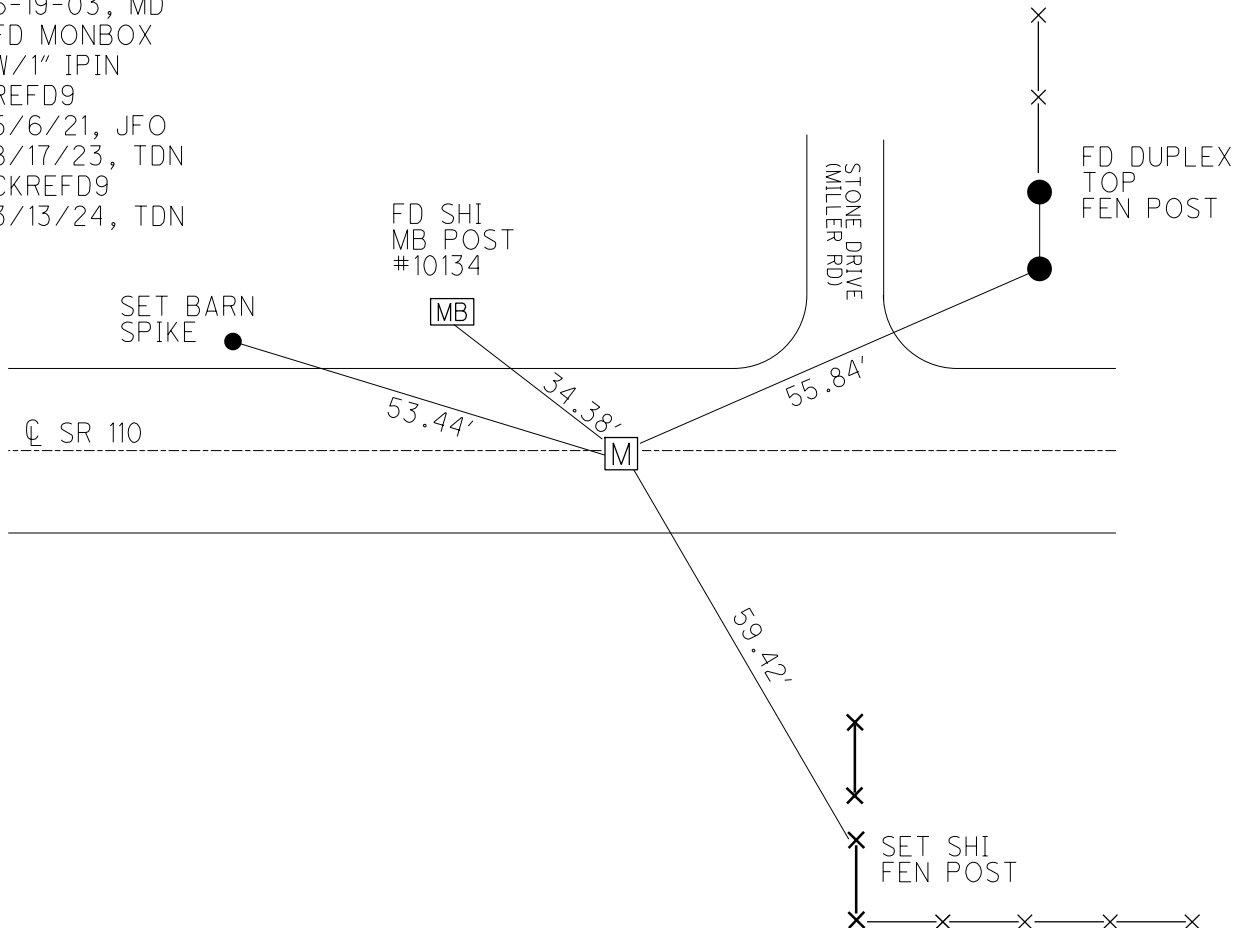 -19-03, MD
FD MONBOX
W/1" IPIN
REFD9
5/6/21, JFO
/17/23, TDN
CKREFD9
3/13/24, TDN
FD SHI
MB POST
#10134
SET BARN
SPIKE
MB
STONE DRIVE
(MILLER RD)
FD DUPLEX
TOP
FEN POST
53.44'
34.38'
55.84'
℄ SR 110
M
59.42'
SET SHI
FEN POST